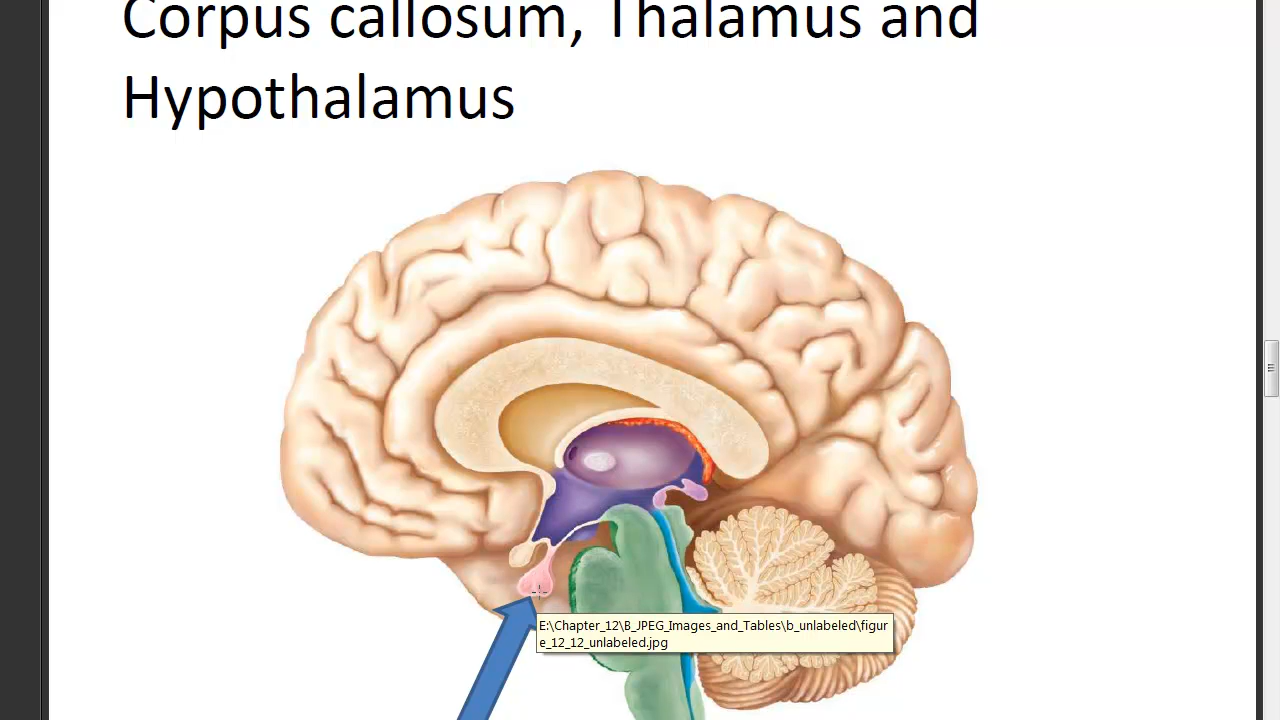 Corpus callosum, Thalamus and
Hypothalamus
E:\Chapter_12\B_JPEG_Images_and_Tables\b_unlabeled\figur
e_12_12_unlabeled.jpg